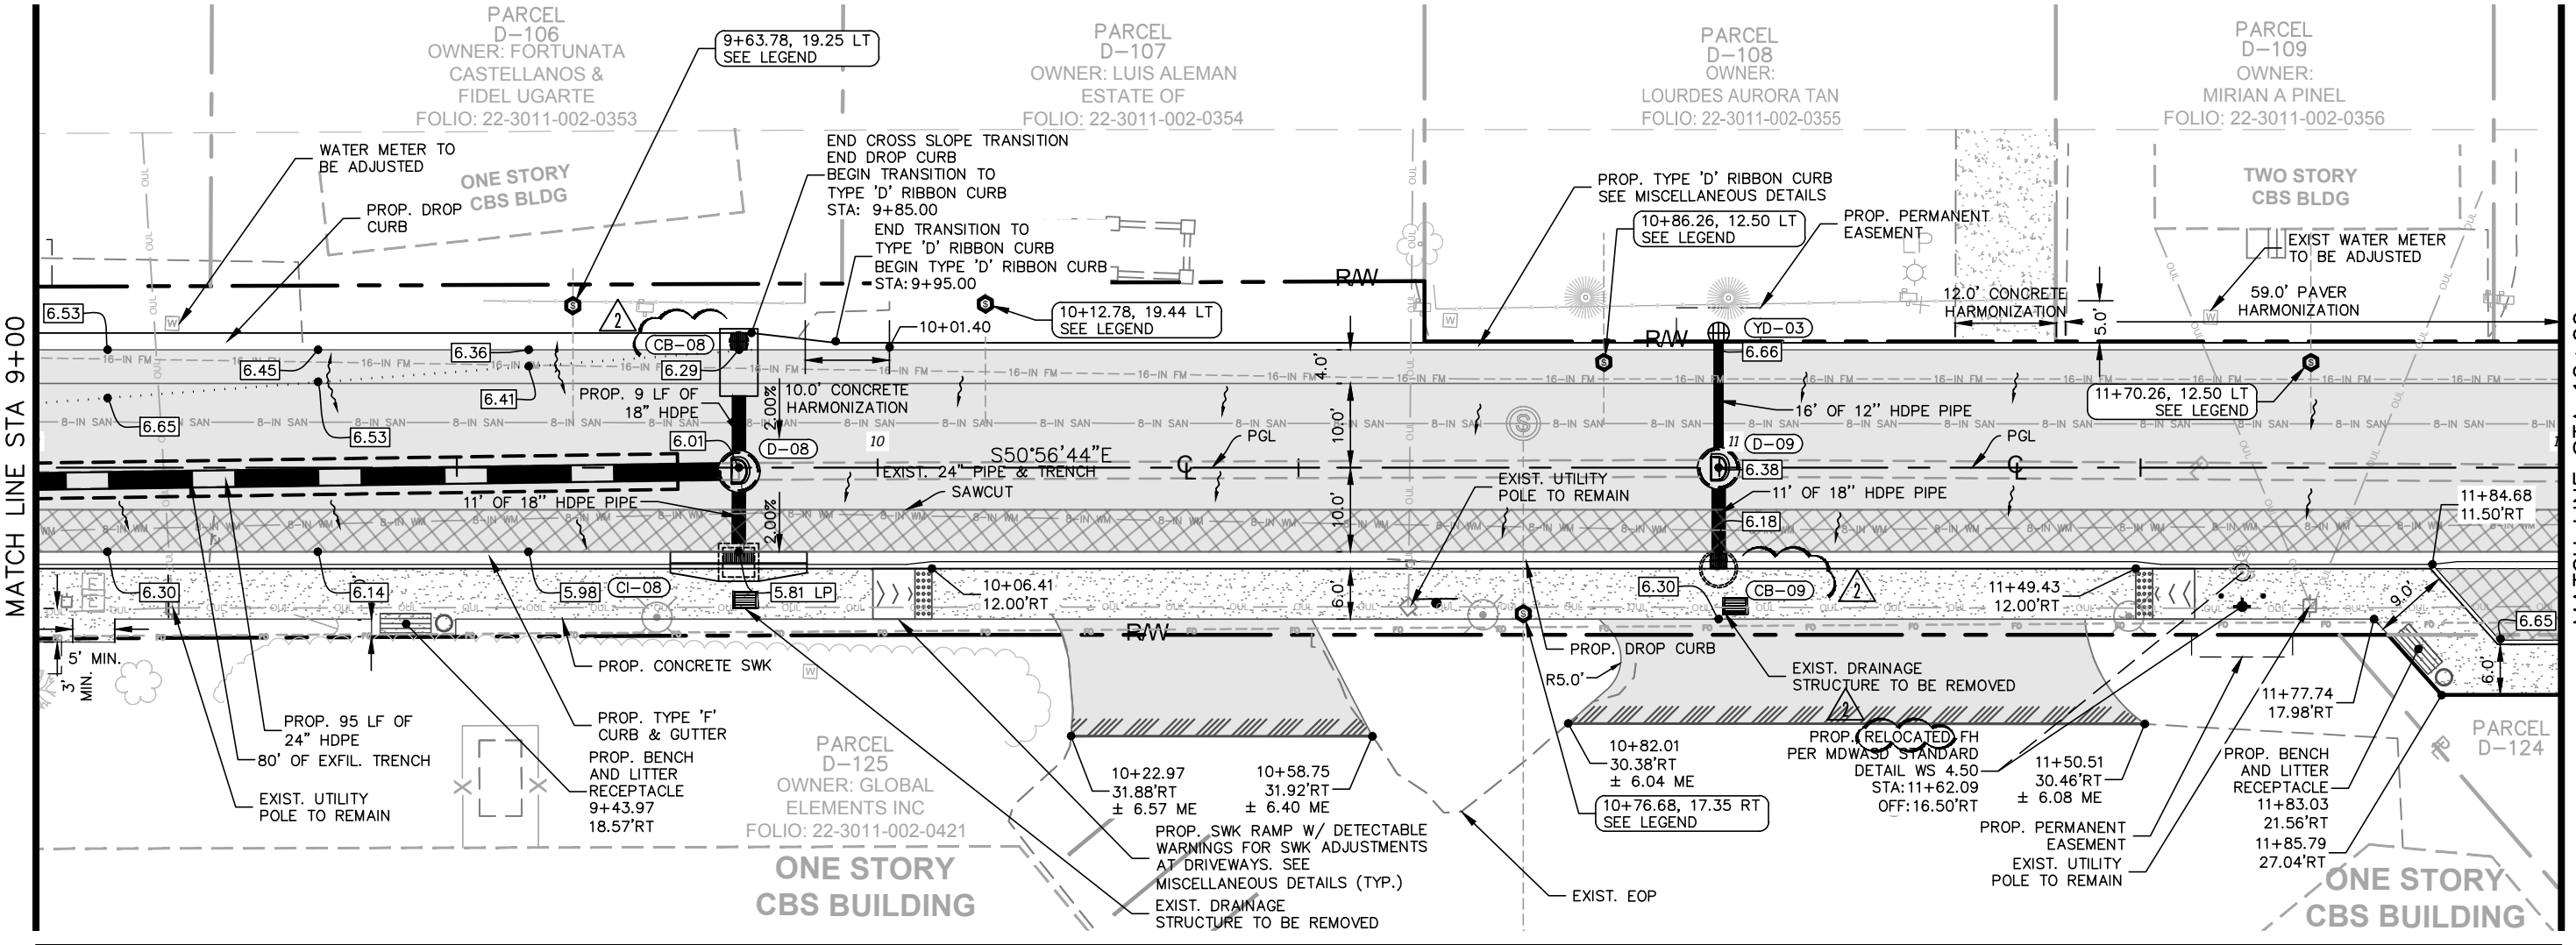 PARCEL
D-106
OWNER: FORTUNATA
CASTELLANOS &
FIDEL UGARTE
FOLIO: 22-3011-002-0353
9+63.78, 19.25 LT
SEE LEGEND
PARCEL
D-107
OWNER: LUIS ALEMAN
ESTATE OF
FOLIO: 22-3011-002-0354
PARCEL
D-108
OWNER:
LOURDES AURORA TAN
FOLIO: 22-3011-002-0355
PARCEL
D-109
OWNER:
MIRIAN A PINEL
FOLIO: 22-3011-002-0356
WATER METER TO
BE ADJUSTED
ONE STORY
CBS BLDG
PROP. DROP
CURB
END CROSS SLOPE TRANSITION
END DROP CURB
BEGIN TRANSITION TO
TYPE 'D' RIBBON CURB
STA: 9+85.00
END TRANSITION TO
TYPE 'D' RIBBON CURB
BEGIN TYPE 'D' RIBBON CURB
STA: 9+95.00
PROP. TYPE 'D' RIBBON CURB
SEE MISCELLANEOUS DETAILS
10+86.26, 12.50 LT
SEE LEGEND
PROP. PERMANENT
EASEMENT
TWO STORY
CBS BLDG
EXIST WATER METER
TO BE ADJUSTED
R/W
10+12.78, 19.44 LT
SEE LEGEND
10+01.40
12.0' CONCRETE
HARMONIZATION
59.0' PAVER
HARMONIZATION
5.0'
MATCH LINE STA 9+00
6.53
2
CB-08
6.36
6.45
6.29
6.41
6.65
6.53
R/W
YD-03
6.66
4.0'
16-IN FM
8-IN SAN
PROP. 9 LF OF
18" HDPE
2.00%
10.0' CONCRETE
HARMONIZATION
6.01
D-08
10
S50°56'44"E
EXIST. 24" PIPE & TRENCH
SAWCUT
PGL
10.0'
10.0'
16' OF 12" HDPE PIPE
11
D-09
6.38
PGL
11+70.26, 12.50 LT
SEE LEGEND
11' OF 18" HDPE PIPE
2.00%
EXIST. UTILITY
POLE TO REMAIN
11' OF 18" HDPE PIPE
6.18
8-IN WM
11+84.68
11.50'RT
6.30
6.14
5.98
CI-08
5.81 LP
10+06.41
12.00'RT
6.0'
6.30
CB-09
2
11+49.43
12.00'RT
9.0'
6.65
6.0'
OUL
FO
R/W
5' MIN.
3'
MIN.
PROP. CONCRETE SWK
PROP. DROP CURB
R5.0'
EXIST. DRAINAGE
STRUCTURE TO BE REMOVED
2
11+77.74
17.98'RT
PROP. 95 LF OF
24" HDPE
80' OF EXFIL. TRENCH
EXIST. UTILITY
POLE TO REMAIN
PROP. TYPE 'F'
CURB & GUTTER
PROP. BENCH
AND LITTER
RECEPTACLE
9+43.97
18.57'RT
PARCEL
D-125
OWNER: GLOBAL
ELEMENTS INC
FOLIO: 22-3011-002-0421
ONE STORY
CBS BUILDING
10+22.97
31.88'RT
± 6.57 ME
10+58.75
31.92'RT
± 6.40 ME
10+82.01
30.38'RT
± 6.04 ME
10+76.68, 17.35 RT
SEE LEGEND
PROP. SWK RAMP W/ DETECTABLE
WARNINGS FOR SWK ADJUSTMENTS
AT DRIVEWAYS. SEE
MISCELLANEOUS DETAILS (TYP.)
EXIST. DRAINAGE
STRUCTURE TO BE REMOVED
EXIST. EOP
PROP. RELOCATED FH
PER MDWASD STANDARD
DETAIL WS 4.50
STA: 11+62.09
OFF: 16.50'RT
11+50.51
30.46'RT
± 6.08 ME
PROP. PERMANENT
EASEMENT
EXIST. UTILITY
POLE TO REMAIN
PROP. BENCH
AND LITTER
RECEPTACLE
11+83.03
21.56'RT
11+85.79
27.04'RT
PARCEL
D-124
ONE STORY
CBS BUILDING